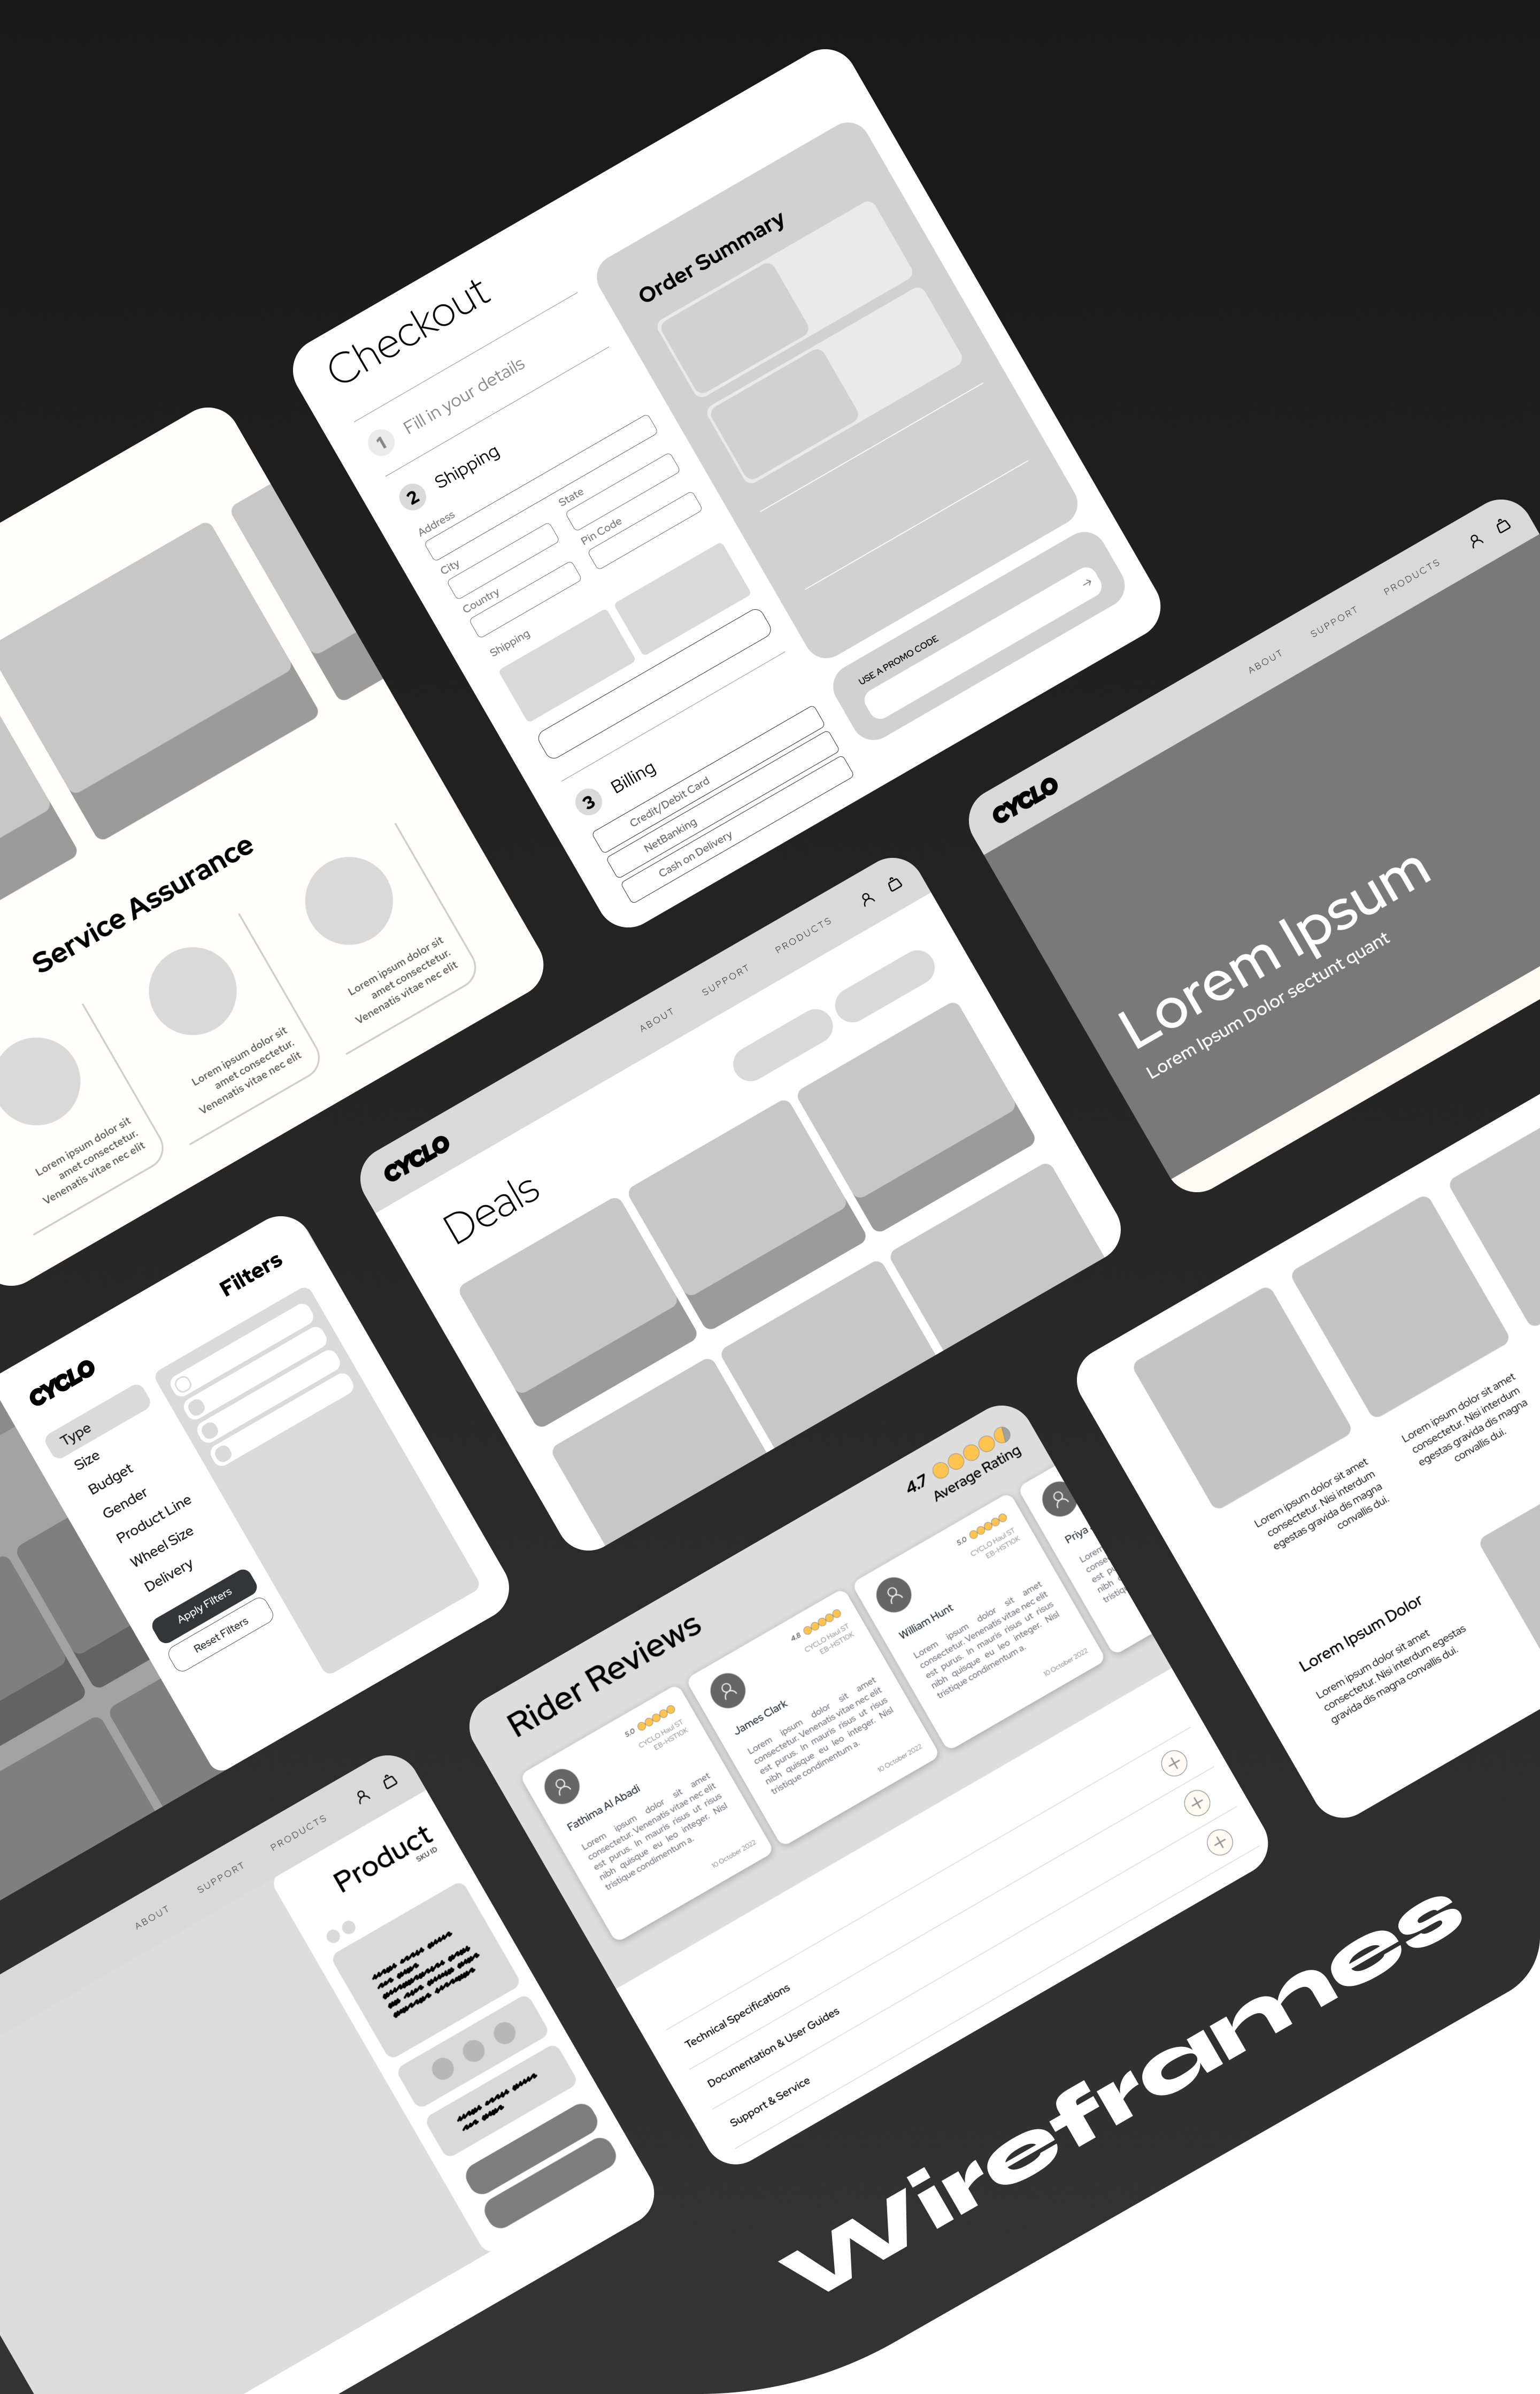 Checkout
1 Fill in your details
2 Shipping
Address
City
State
Country
Pin Code
Shipping
3 Billing
Credit/Debit Card
NetBanking
Cash on Delivery
Order Summary
USE A PROMO CODE
Service Assurance
Lorem ipsum dolor sit
amet consectetur.
Venenatis vitae nec elit
Lorem ipsum dolor sit
amet consectetur.
Venenatis vitae nec elit
Lorem ipsum dolor sit
amet consectetur.
Venenatis vitae nec elit
CYCLO
ABOUT SUPPORT PRODUCTS
Lorem Ipsum
Lorem Ipsum Dolor sectunt quant
CYCLO
ABOUT SUPPORT PRODUCTS
Deals
CYCLO
Filters
Type
Size
Budget
Gender
Product Line
Wheel Size
Delivery
Apply Filters
Reset Filters
Lorem ipsum dolor sit amet
consectetur. Nisi interdum
egestas gravida dis magna
convallis dui.
Lorem ipsum dolor sit amet
consectetur. Nisi interdum
egestas gravida dis magna
convallis dui.
Lorem Ipsum Dolor
Lorem ipsum dolor sit amet
consectetur. Nisi interdum egestas
gravida dis magna convallis dui.
Rider Reviews
4.7
Average Rating
5.0
CYCLO Haul ST
EB-HST10K
Fathima Al Abadi
Lorem ipsum dolor sit amet
consectetur. Venenatis vitae nec elit
est purus. In mauris risus ut risus
nibh quisque eu leo integer. Nisl
tristique condimentum a.
10 October 2022
4.8
CYCLO Haul ST
EB-HST10K
James Clark
Lorem ipsum dolor sit amet
consectetur. Venenatis vitae nec elit
est purus. In mauris risus ut risus
nibh quisque eu leo integer. Nisl
tristique condimentum a.
10 October 2022
5.0
CYCLO Haul ST
EB-HST10K
William Hunt
Lorem ipsum dolor sit amet
consectetur. Venenatis vitae nec elit
est purus. In mauris risus ut risus
nibh quisque eu leo integer. Nisl
tristique condimentum a.
10 October 2022
Priya
Lorem
est
nibh
Technical Specifications
Documentation & User Guides
Support & Service
ABOUT SUPPORT PRODUCTS
Product
SKU ID
Wireframes